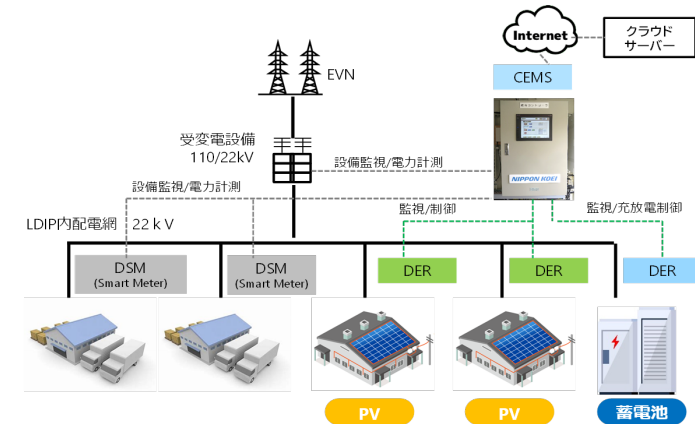 Internet
クラウド
サーバー
EVN
CEMS
受変電設備
110/22kV
設備監視/電力計測
NIPPON KOEI
設備監視/電力計測
監視/制御
監視/充放電制御
LDIP内配電網 22ｋV
DSM
(Smart Meter)
DSM
(Smart Meter)
DER
DER
DER
PV
PV
蓄電池